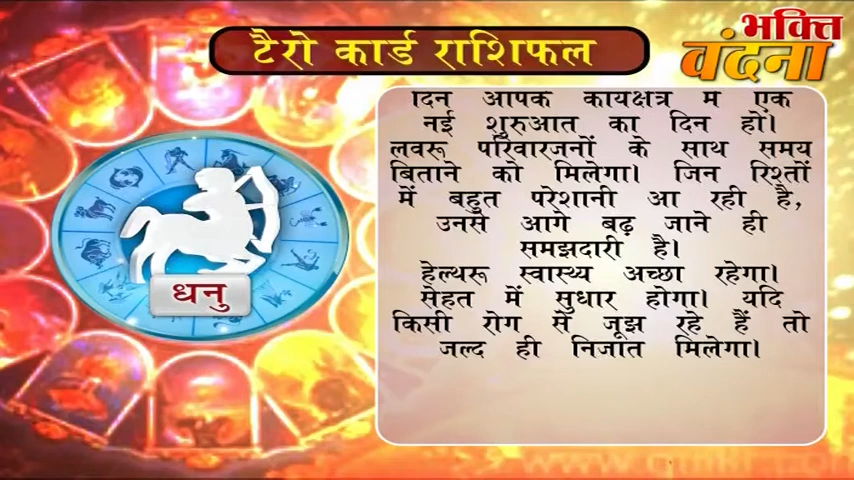 टैरो कार्ड राशिफल
भक्ति
वंदना
दिन आपके कार्यक्षेत्र में एक
नई शुरुआत का दिन हो।
लवरू परिवारजनों के साथ समय
बिताने को मिलेगा। जिन रिश्तों
में बहुत परेशानी आ रही है,
उनसे आगे बढ़ जाने ही
समझदारी है।
हेल्थरू स्वास्थ्य अच्छा रहेगा।
सेहत में सुधार होगा। यदि
किसी रोग से जूझ रहे हैं तो
जल्द ही निजात मिलेगा।
धनु